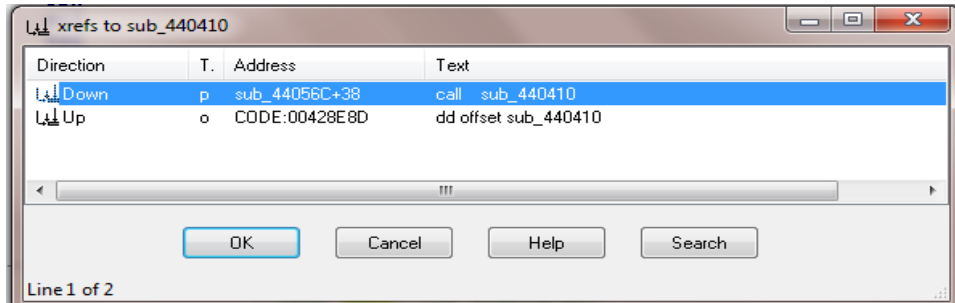 xrefs to sub_440410
Direction T. Address Text
Down p sub_44056C+38 call sub_440410
Up o CODE:00428E8D dd offset sub_440410
OK Cancel Help Search
Line 1 of 2